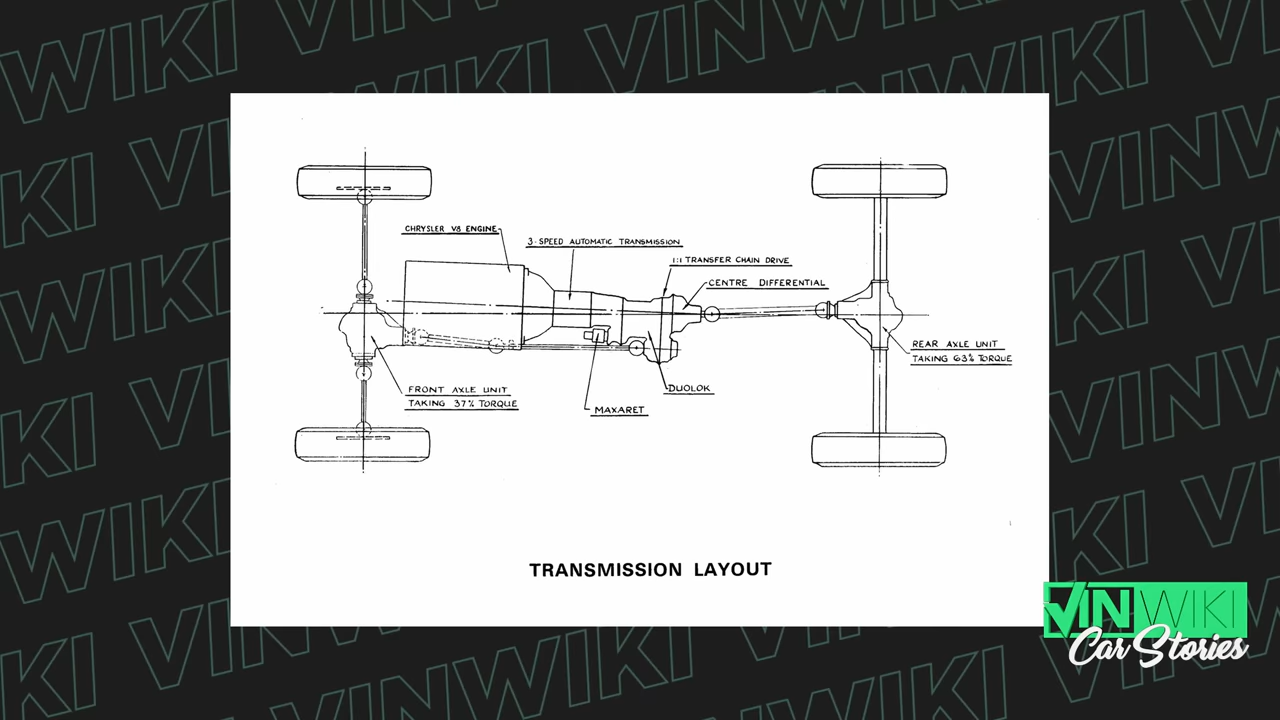 CHRYSLER V8 ENGINE
3-SPEED AUTOMATIC TRANSMISSION
1:1 TRANSFER CHAIN DRIVE
CENTRE DIFFERENTIAL
REAR AXLE UNIT
TAKING 63% TORQUE
FRONT AXLE UNIT
TAKING 37% TORQUE
DUOLOK
MAXARET
TRANSMISSION LAYOUT
VINWIKI
Car Stories